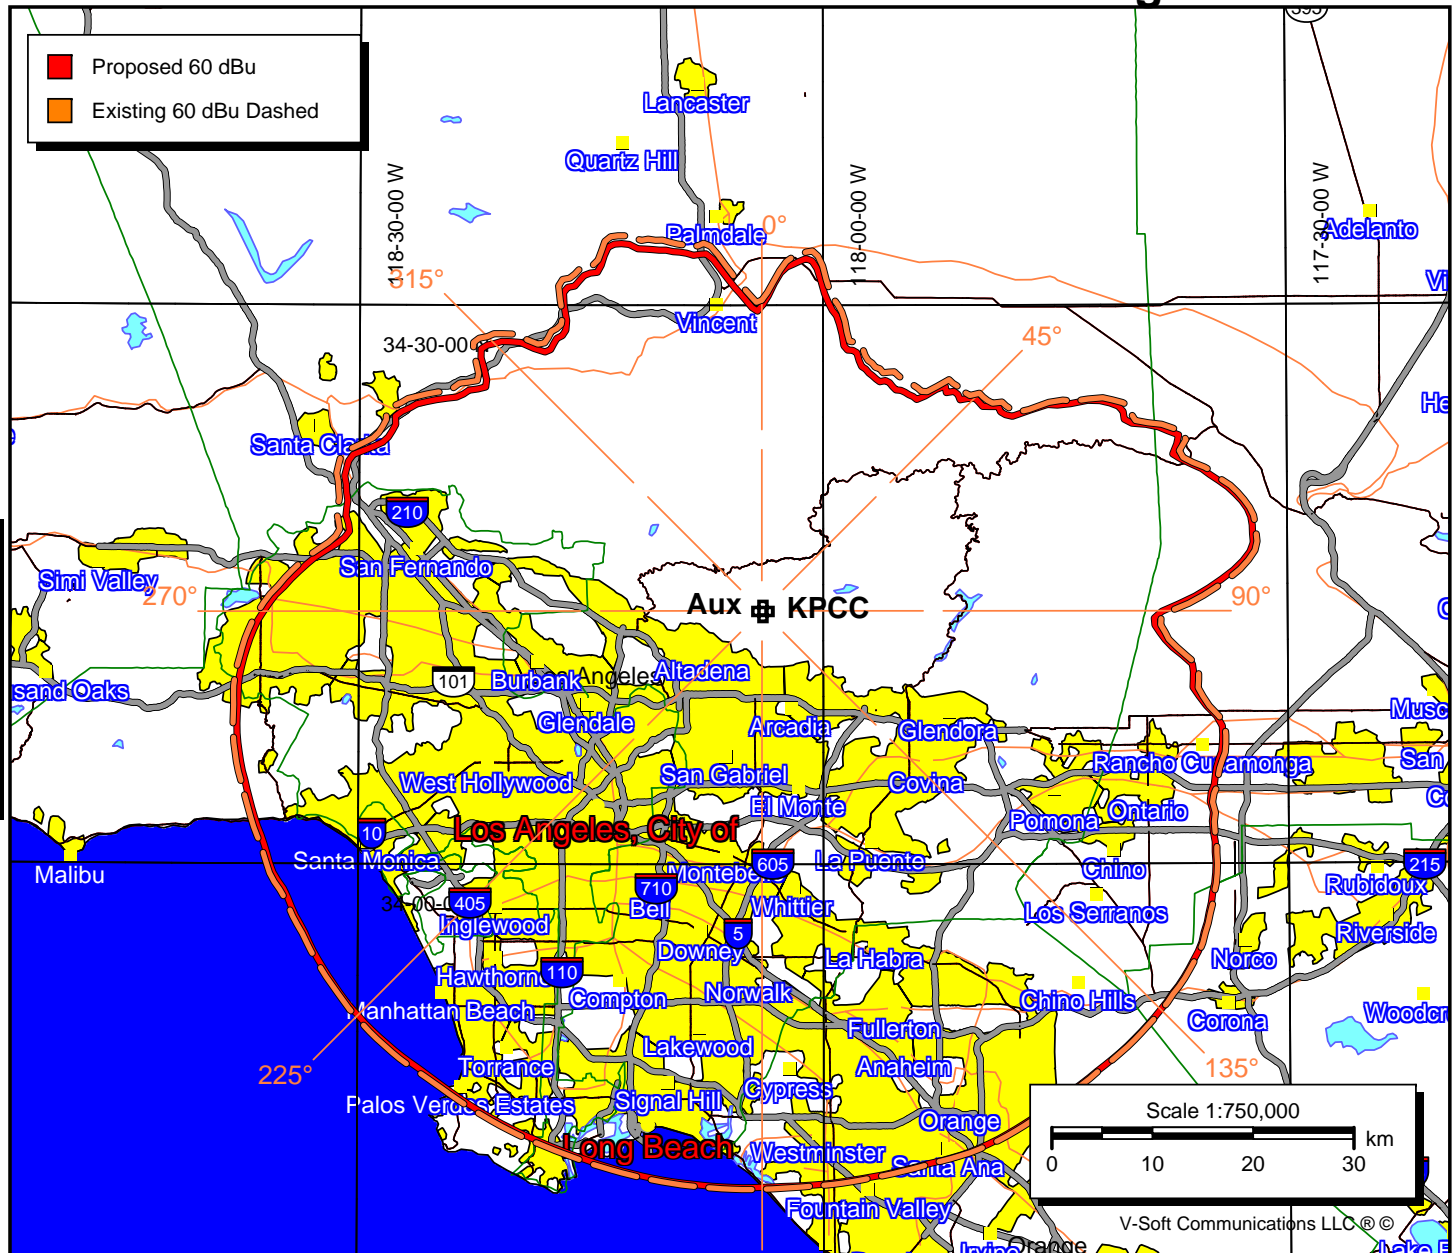 395
Proposed 60 dBu
Existing 60 dBu Dashed
Lancaster
Quartz Hill
118-30-00 W
118-00-00 W
117-30-00 W
Palmdale
0°
Adelanto
315°
Vincent
45°
34-30-00
Santa Clarita
210
Simi Valley
San Fernando
270°
Aux
KPCC
90°
101
Burbank
Altadena
Glendale
Arcadia
Glendora
West Hollywood
San Gabriel
Covina
Rancho Cucamonga
San
El Monte
Ontario
Pomona
10
Los Angeles, City of
Santa Monica
605
La Puente
215
Malibu
Chino
710
Rubidoux
405
Bell
Whittier
Los Serranos
Inglewood
5
Riverside
Downey
La Habra
Norco
Hawthorne
110
Compton
Norwalk
Chino Hills
Manhattan Beach
Fullerton
Corona
Lakewood
Torrance
Anaheim
225°
135°
Cypress
Palos Verdes Estates
Signal Hill
Orange
Scale 1:750,000
km
0 10 20 30
Long Beach
Westminster
Santa Ana
Fountain Valley
V-Soft Communications LLC ® ©
Irvine
Orange